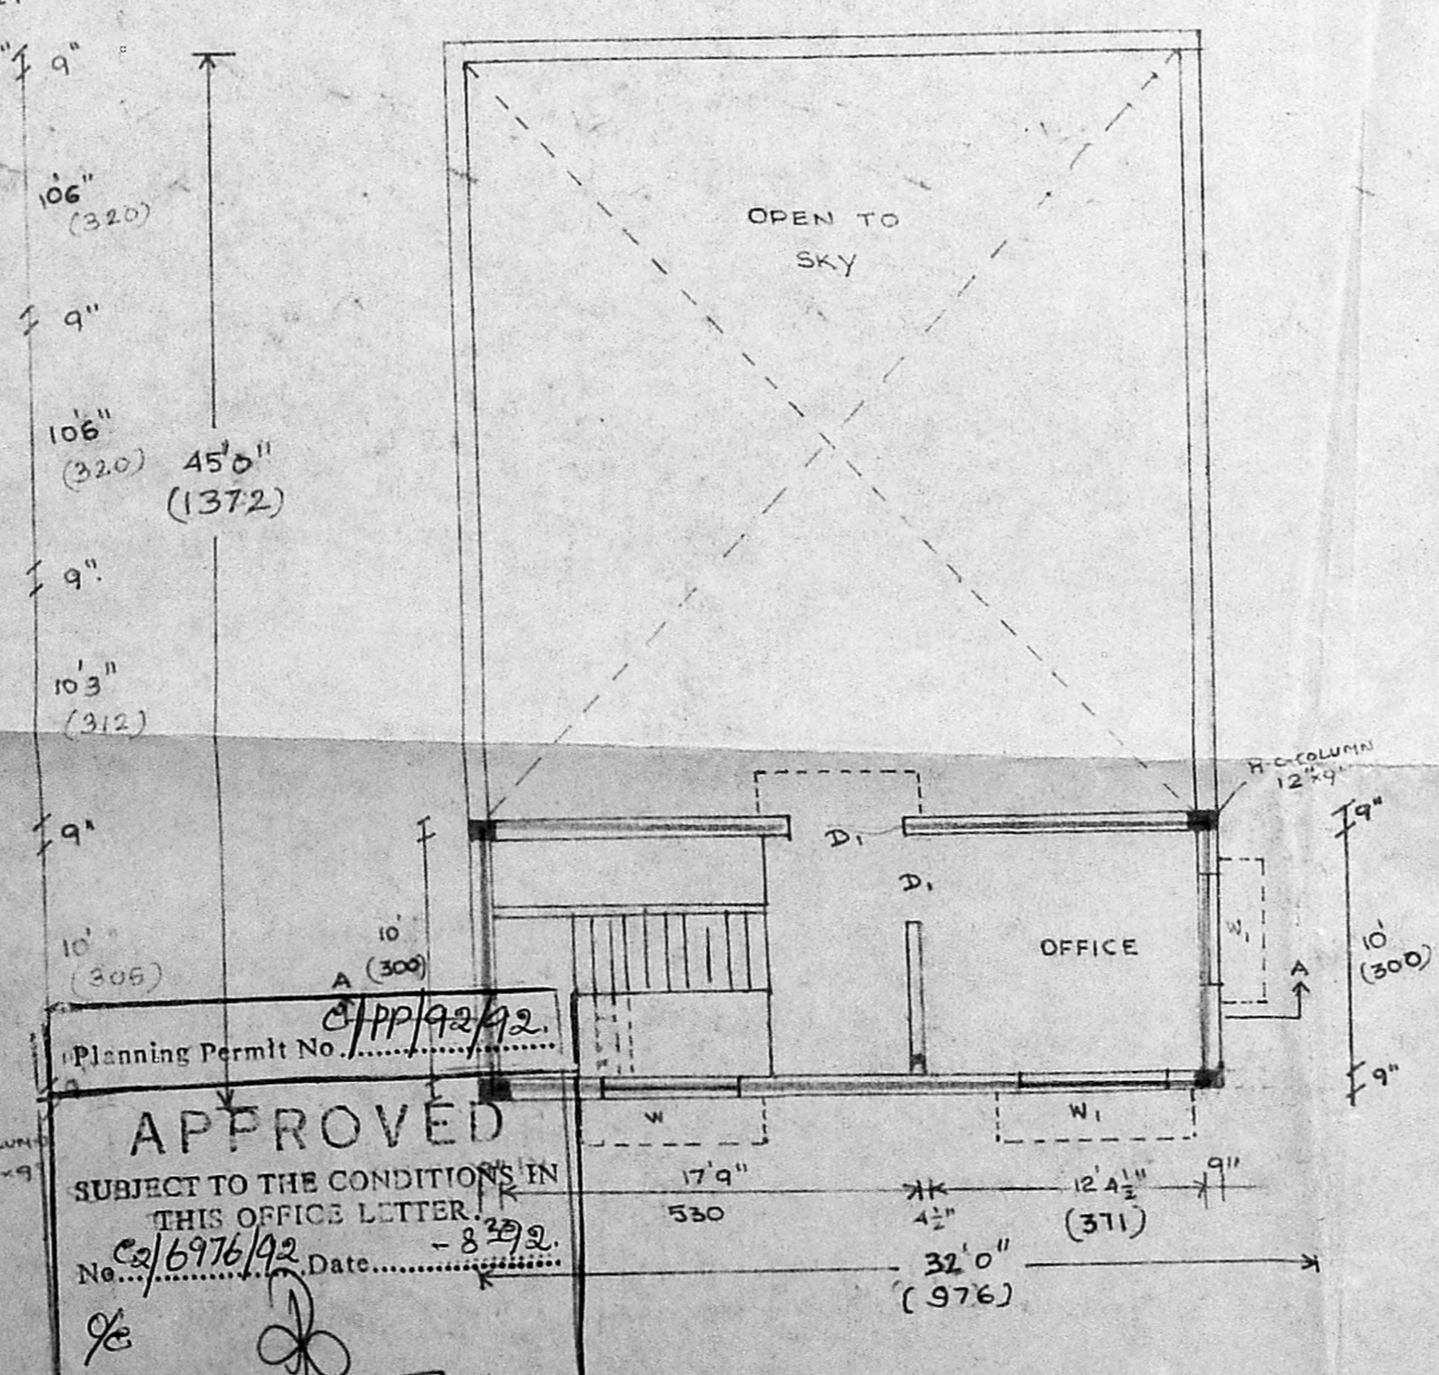 9"
10'6"
(320)
9"
10'6"
(320)
9"
10'3"
(312)
9"
10'
(305)
45'0"
(1372)
OPEN TO
SKY
R-C-COLUMN
12"x9"
D1
D1
OFFICE
W1
A
9"
10'
(300)
9"
10'
(300)
A
W
W1
17'9"
530
4½"
12'4½"
(371)
9"
32'0"
(976)
Planning Permit No. C/PP/92/92.
APPROVED
SUBJECT TO THE CONDITIONS IN
THIS OFFICE LETTER.
No. C2/6976/92. Date